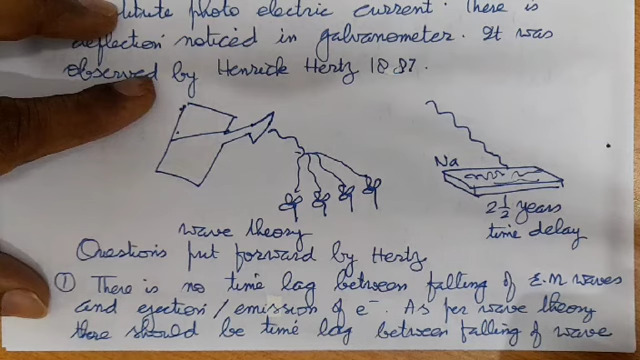 photo electric current. There is
deflection noticed in galvanometer. It was
observed by Henrick Hertz 1887.
Na
2 1/2 years
time delay
wave theory
Questions put forward by Hertz
① There is no time lag between falling of E.M waves
and ejection / emission of e⁻. As per wave theory
there should be time lag between falling of wave